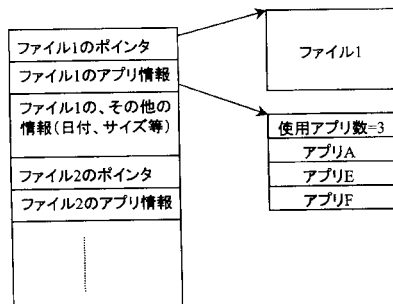 ファイル1のポインタ
ファイル1のアプリ情報
ファイル1の、その他の
情報(日付、サイズ等)
ファイル2のポインタ
ファイル2のアプリ情報
ファイル1
使用アプリ数=3
アプリA
アプリE
アプリF